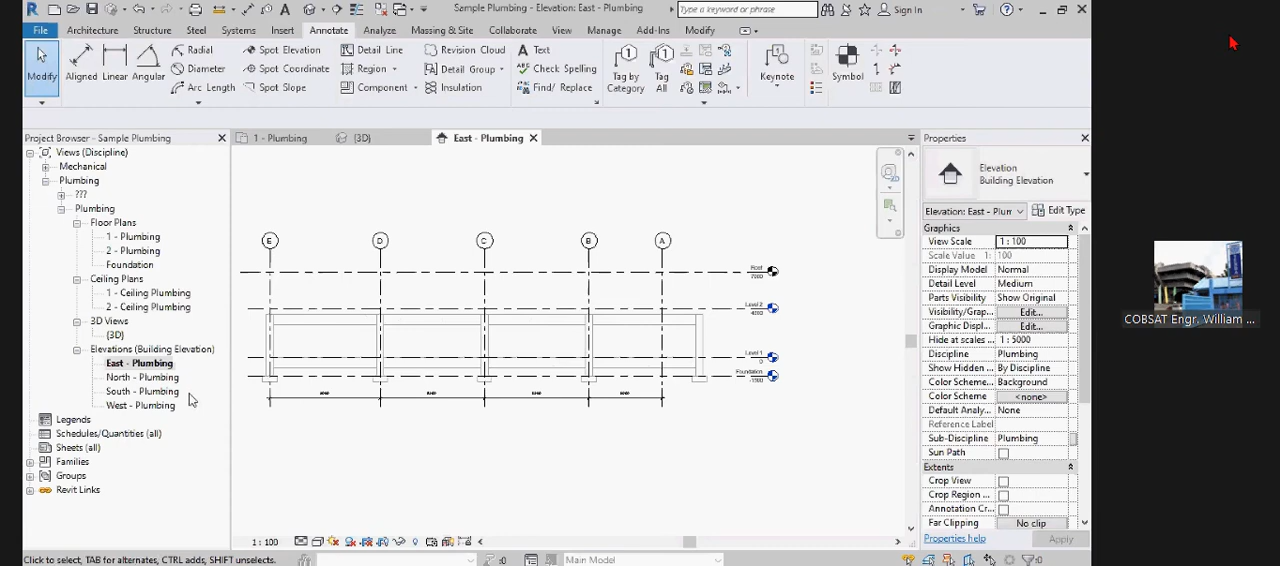 Sample Plumbing - Elevation: East - Plumbing
Type a keyword or phrase
Sign In
File Architecture Structure Steel Systems Insert Annotate Analyze Massing & Site Collaborate View Manage Add-Ins Modify
Modify
Aligned
Linear
Angular
Radial
Diameter
Arc Length
Spot Elevation
Spot Coordinate
Spot Slope
Detail Line
Region
Component
Revision Cloud
Detail Group
Insulation
Text
Check Spelling
Find/ Replace
Tag by Category
Tag All
Keynote
Symbol
Project Browser - Sample Plumbing
1 - Plumbing
{3D}
East - Plumbing
Properties
Views (Discipline)
Mechanical
Plumbing
???
Plumbing
Floor Plans
1 - Plumbing
2 - Plumbing
Foundation
Ceiling Plans
1 - Ceiling Plumbing
2 - Ceiling Plumbing
3D Views
{3D}
Elevations (Building Elevation)
East - Plumbing
North - Plumbing
South - Plumbing
West - Plumbing
Legends
Schedules/Quantities (all)
Sheets (all)
Families
Groups
Revit Links
E D C B A
Roof
Level 2
Level 1
0
Foundation
Elevation
Building Elevation
Elevation: East - Plum
Edit Type
Graphics
View Scale 1 : 100
Scale Value 1: 100
Display Model Normal
Detail Level Medium
Parts Visibility Show Original
Visibility/Grap... Edit...
Graphic Displ... Edit...
Hide at scales ... 1 : 5000
Discipline Plumbing
Show Hidden ... By Discipline
Color Scheme... Background
Color Scheme <none>
Default Analy... None
Reference Label
Sub-Discipline Plumbing
Sun Path
Extents
Crop View
Crop Region ...
Annotation Cr...
Far Clipping No clip
Properties help
Apply
1 : 100
Click to select, TAB for alternates, CTRL adds, SHIFT unselects.
:0
Main Model
:0
COBSAT Engr, William ...